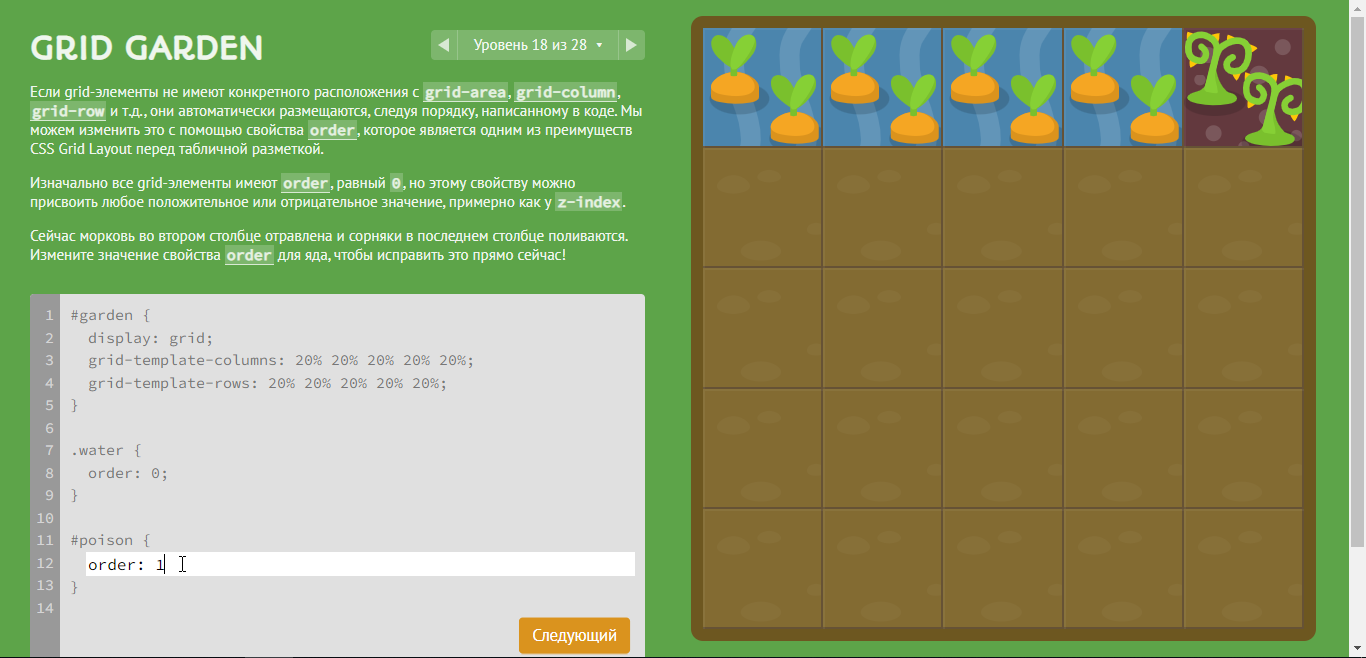 GRID GARDEN
Уровень 18 из 28
Если grid-элементы не имеют конкретного расположения с grid-area, grid-column,
grid-row и т.д., они автоматически размещаются, следуя порядку, написанному в коде. Мы
можем изменить это с помощью свойства order, которое является одним из преимуществ
CSS Grid Layout перед табличной разметкой.
Изначально все grid-элементы имеют order, равный 0, но этому свойству можно
присвоить любое положительное или отрицательное значение, примерно как у z-index.
Сейчас морковь во втором столбце отравлена и сорняки в последнем столбце поливаются.
Измените значение свойства order для яда, чтобы исправить это прямо сейчас!
1 #garden {
2 display: grid;
3 grid-template-columns: 20% 20% 20% 20% 20%;
4 grid-template-rows: 20% 20% 20% 20% 20%;
5 }
6
7 .water {
8 order: 0;
9 }
10
11 #poison {
12 order: 1
13 }
14
Следующий